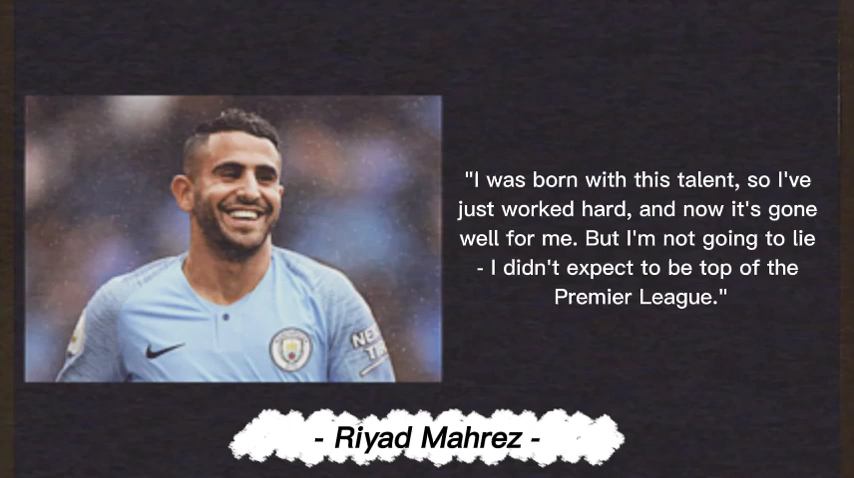 "I was born with this talent, so I've
just worked hard, and now it's gone
well for me. But I'm not going to lie
- I didn't expect to be top of the
Premier League."
- Riyad Mahrez -